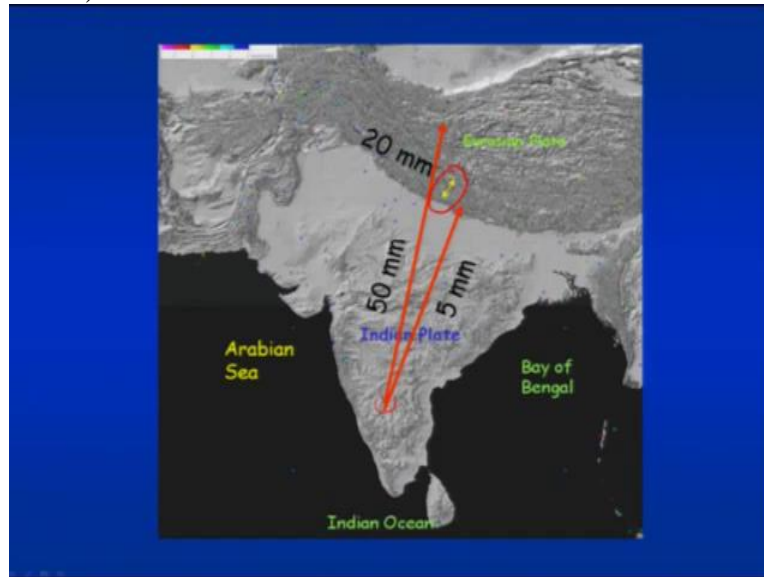 20 mm
Eurasian Plate
50 mm
5 mm
Indian Plate
Arabian
Sea
Bay of
Bengal
Indian Ocean